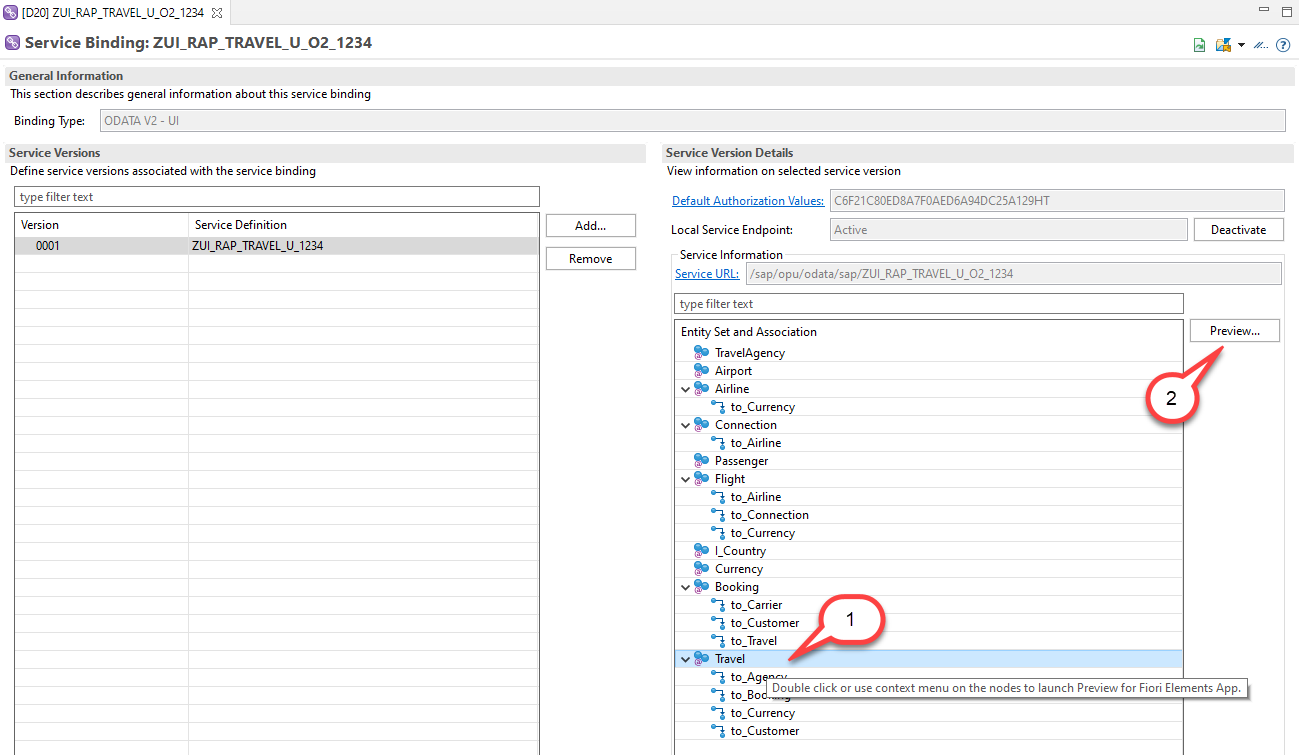 [D20] ZUI_RAP_TRAVEL_U_O2_1234
Service Binding: ZUI_RAP_TRAVEL_U_O2_1234
General Information
This section describes general information about this service binding
Binding Type: ODATA V2 - UI
Service Versions
Define service versions associated with the service binding
type filter text
Version Service Definition
0001 ZUI_RAP_TRAVEL_U_1234
Add...
Remove
Service Version Details
View information on selected service version
Default Authorization Values: C6F21C80ED8A7F0AED6A94DC25A129HT
Local Service Endpoint: Active Deactivate
Service Information
Service URL: /sap/opu/odata/sap/ZUI_RAP_TRAVEL_U_O2_1234
type filter text
Entity Set and Association
Preview...
TravelAgency
Airport
Airline
to_Currency
2
Connection
to_Airline
Passenger
Flight
to_Airline
to_Connection
to_Currency
I_Country
Currency
Booking
to_Carrier
to_Customer
1
to_Travel
Travel
to_Agency
Double click or use context menu on the nodes to launch Preview for Fiori Elements App.
to_Booking
to_Currency
to_Customer